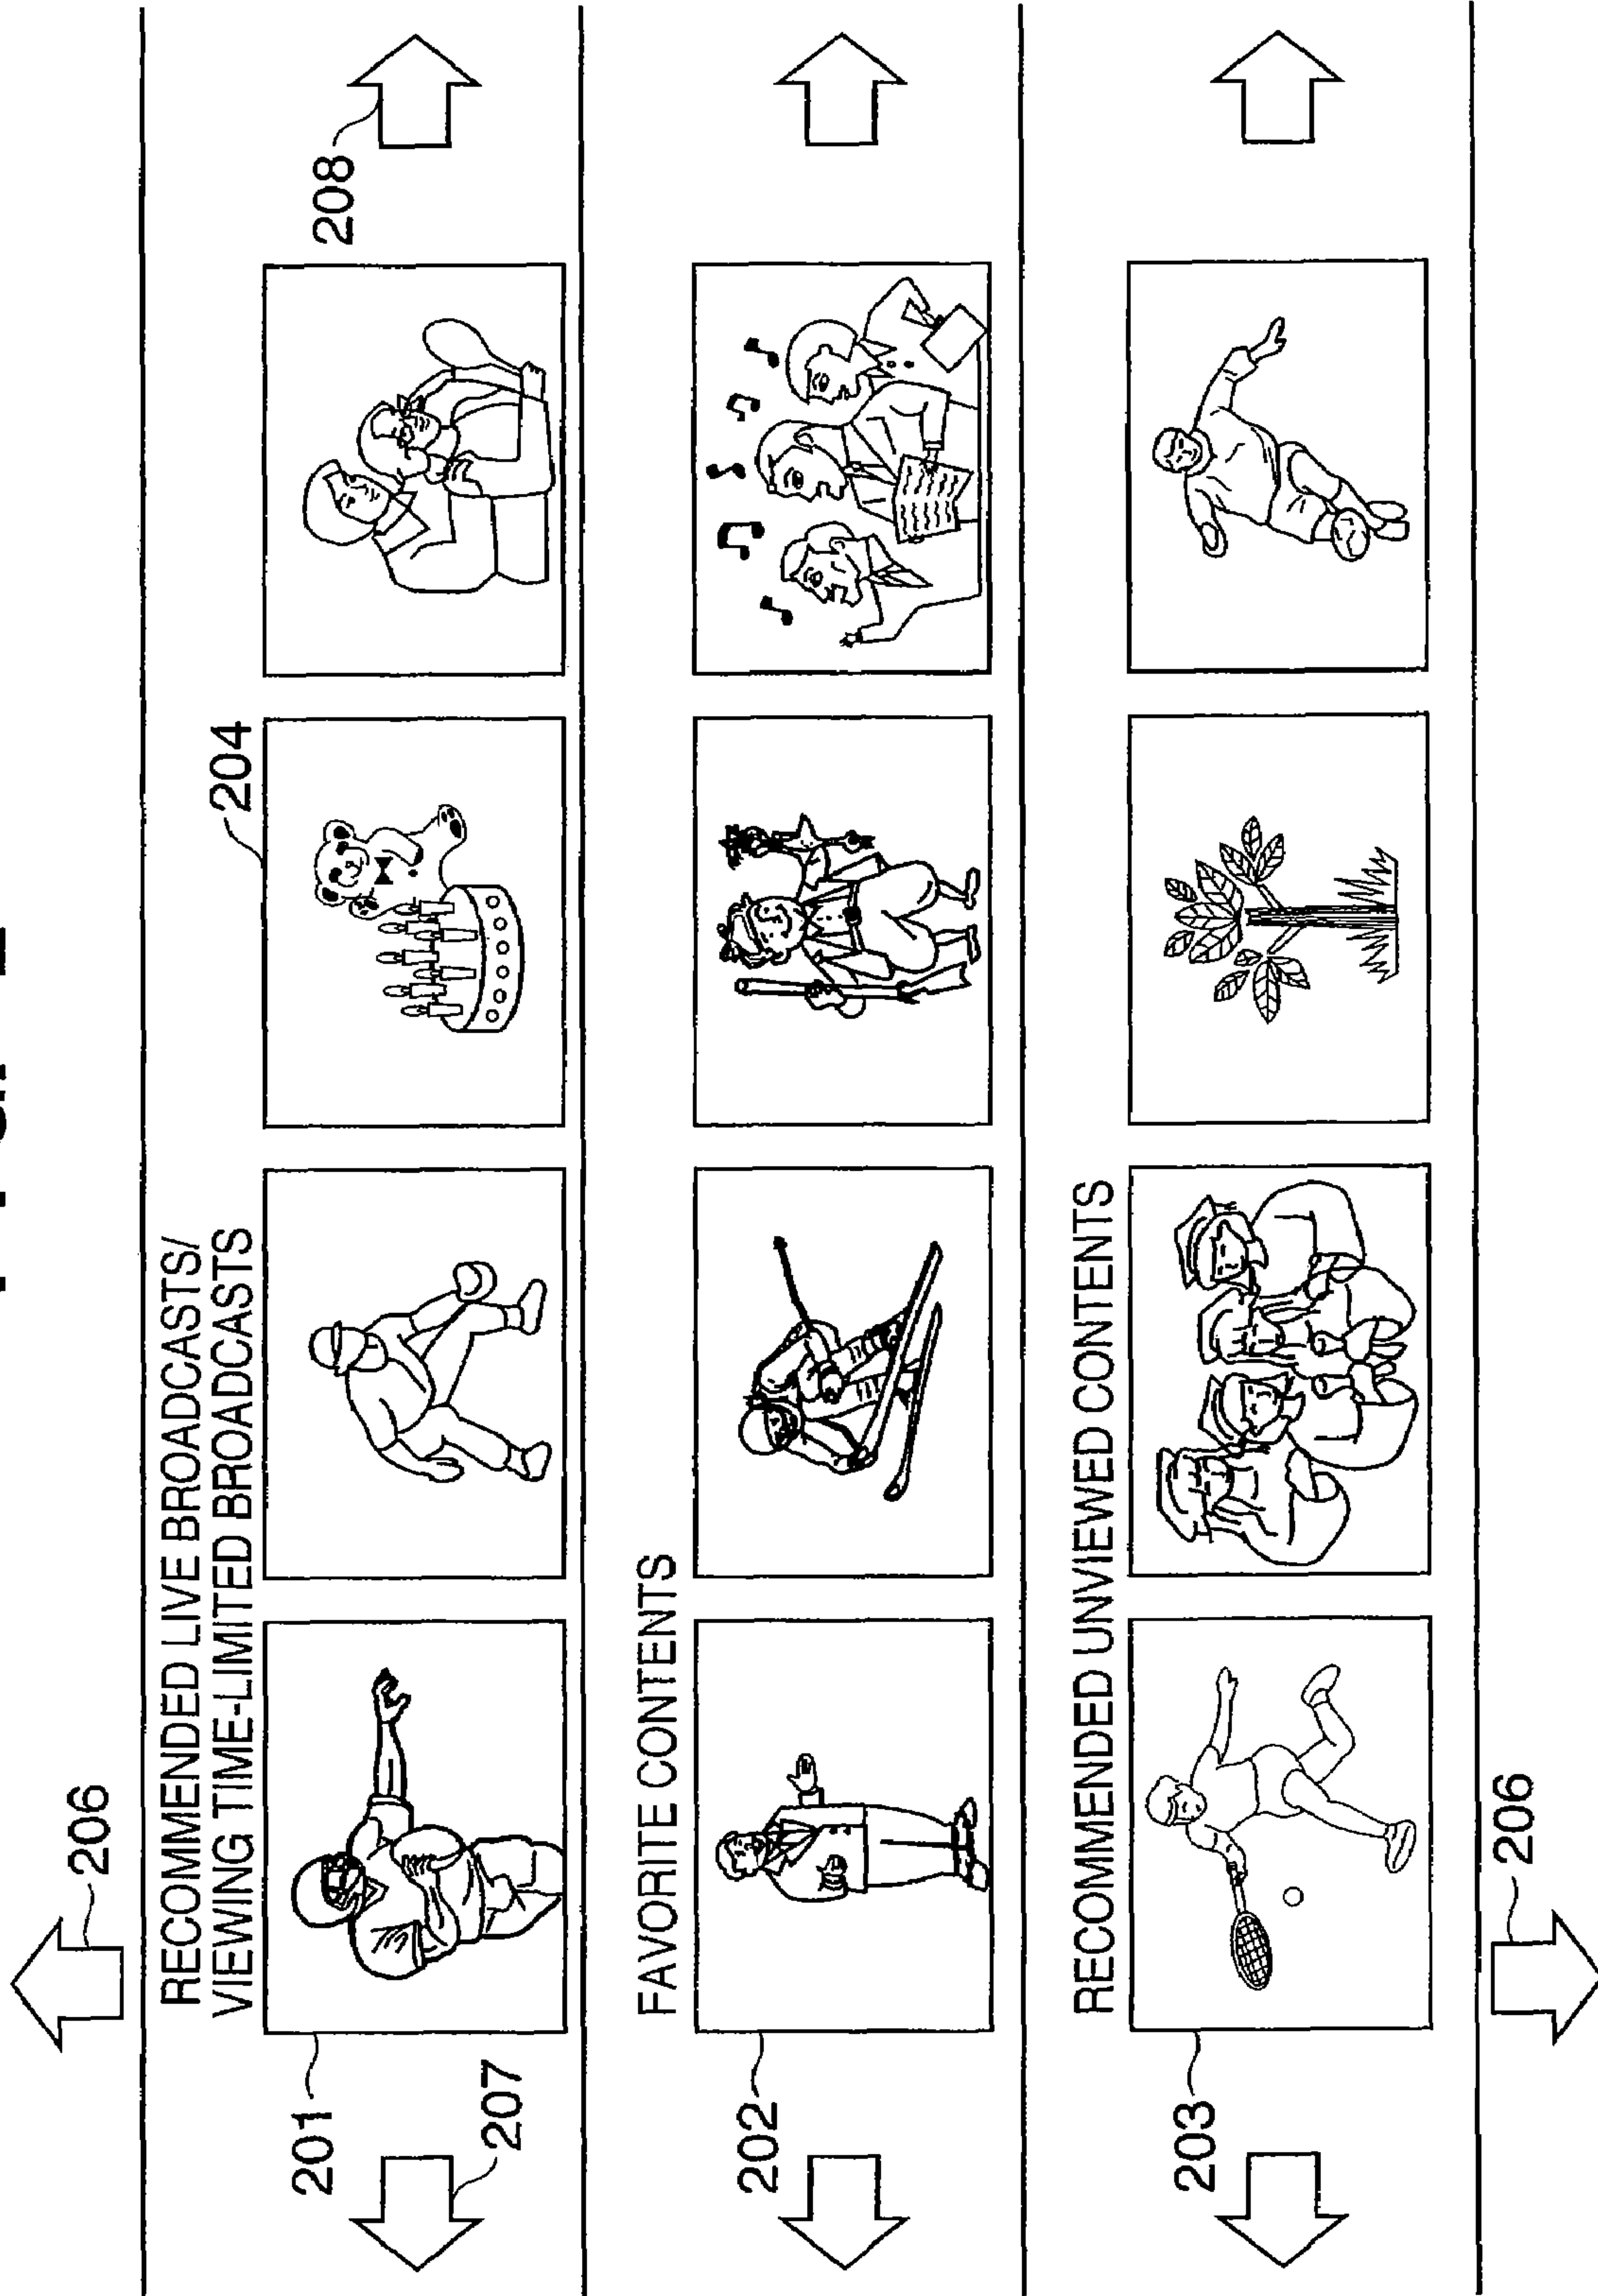 206
RECOMMENDED LIVE BROADCASTS/
VIEWING TIME-LIMITED BROADCASTS
204
208
201
207
FAVORITE CONTENTS
202
RECOMMENDED UNVIEWED CONTENTS
203
206